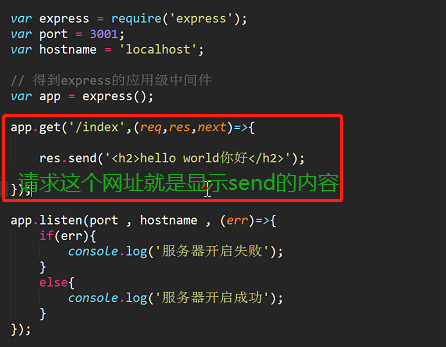 var express = require('express');
var port = 3001;
var hostname = 'localhost';
// 得到express的应用级中间件
var app = express();
app.get('/index',(req,res,next)=>{
res.send('<h2>hello world你好</h2>');
});
请求这个网址就是显示send的内容
app.listen(port , hostname , (err)=>{
if(err){
console.log('服务器开启失败');
}
else{
console.log('服务器开启成功');
}
});